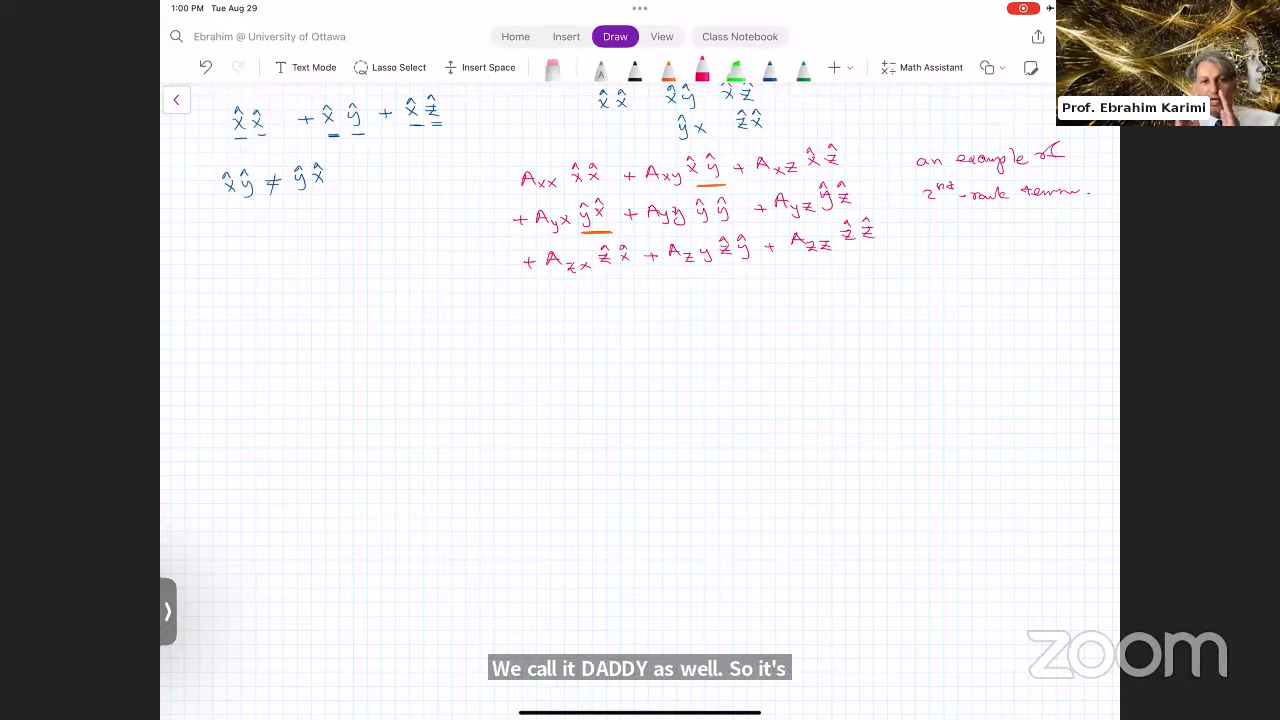 1:00 PM Tue Aug 29
Ebrahim @ University of Ottawa
Home Insert Draw View Class Notebook
Text Mode Lasso Select Insert Space Math Assistant
Prof. Ebrahim Karimi
x̂ x̂ + x̂ ŷ + x̂ ẑ
x̂ŷ ≠ ŷx̂
x̂ x̂ x̂ŷ x̂ ẑ
ŷ x ẑx̂
Axx x̂x̂ + Axy x̂ŷ + Axz x̂ẑ
+ Ayx ŷx̂ + Ayy ŷŷ + Ayz ŷẑ
+ Azx ẑx̂ + Azy ẑŷ + Azz ẑẑ
an example of
2nd-rank
We call it DADDY as well. So it's
zoom